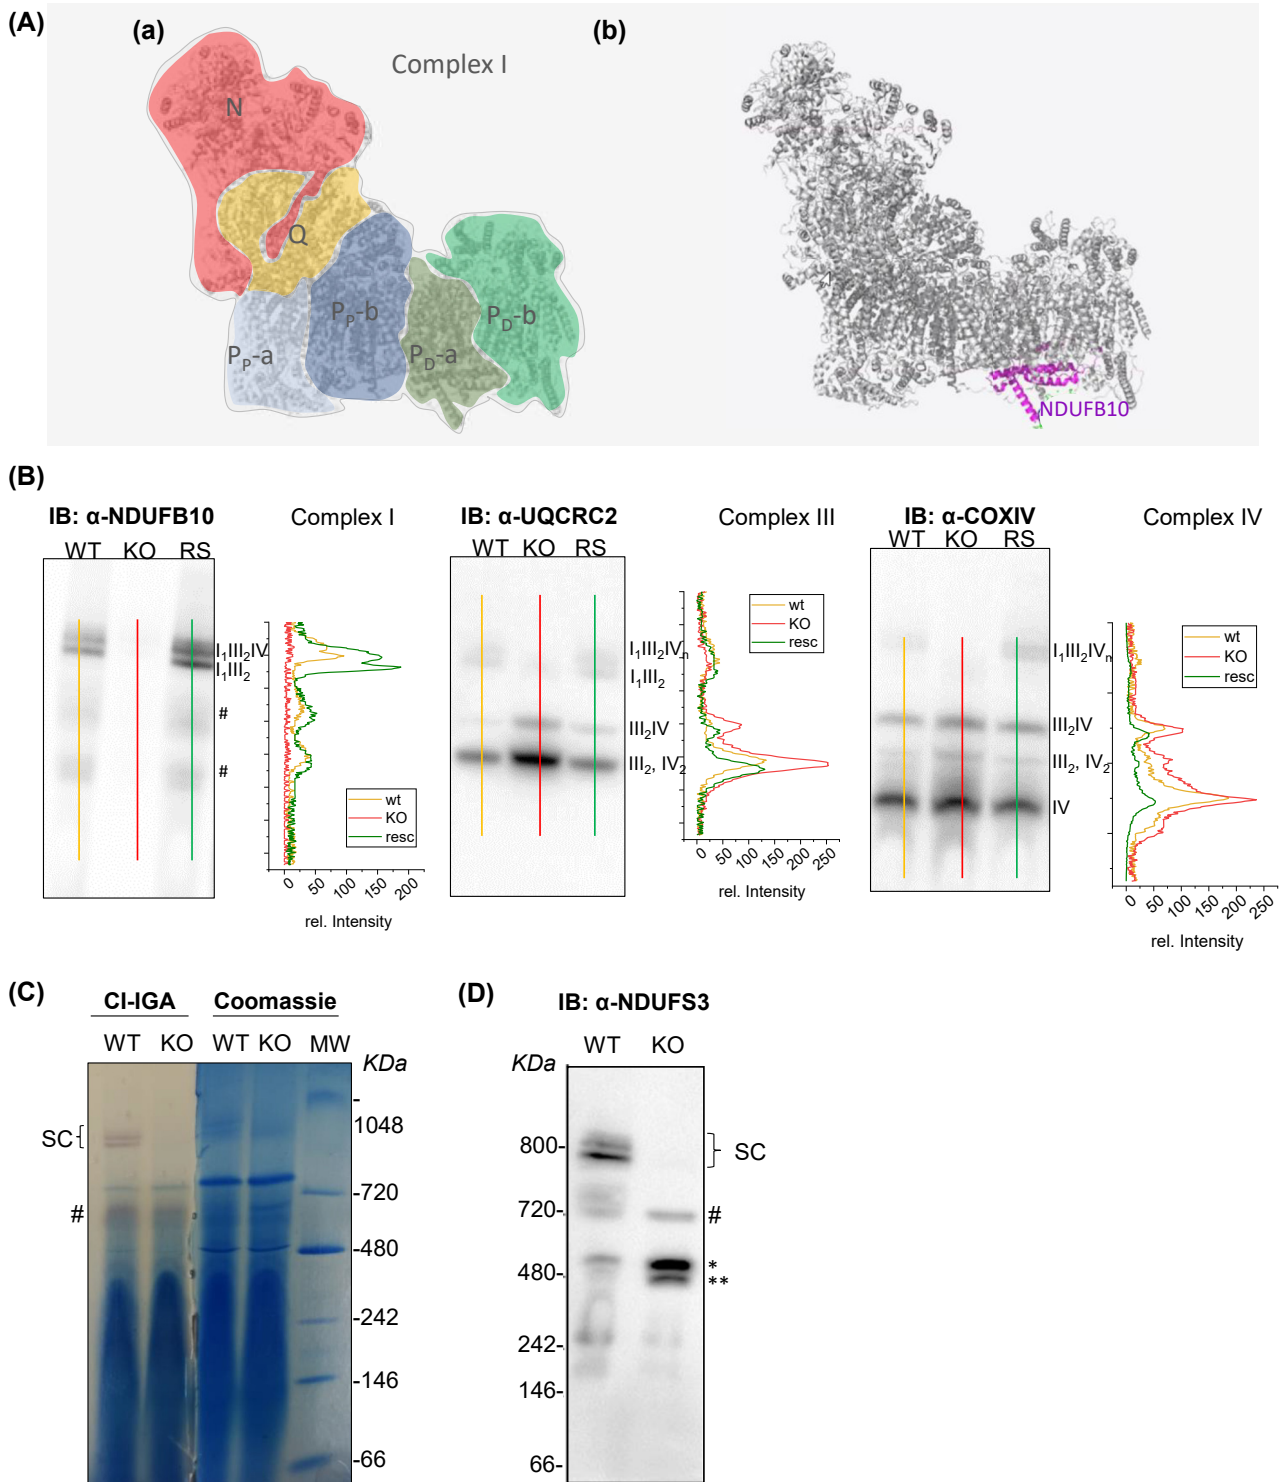 (A)
(a)
(b)
Complex I
N
Q
P_P-a
P_P-b
P_D-a
P_D-b
NDUFB10
(B)
IB: α-NDUFB10
Complex I
WT KO RS
I₁III₂IV
I₁III₂
#
#
wt
KO
resc
0 50 100 150 200
rel. Intensity
IB: α-UQCRC2
Complex III
WT KO RS
I₁III₂IVₙ
I₁III₂
III₂IV
III₂, IV₂
wt
KO
resc
0 50 100 150 200 250
rel. Intensity
IB: α-COXIV
Complex IV
WT KO RS
I₁III₂IVₙ
III₂IV
III₂, IV₂
IV
wt
KO
resc
0 50 100 150 200 250
rel. Intensity
(C)
CI-IGA Coomassie
WT KO WT KO MW
KDa
-
1048
-720
-480
-242
-146
-66
SC{
#
(D)
IB: α-NDUFS3
WT KO
KDa
800-
720-
480-
242-
146-
66-
SC
#
*
**